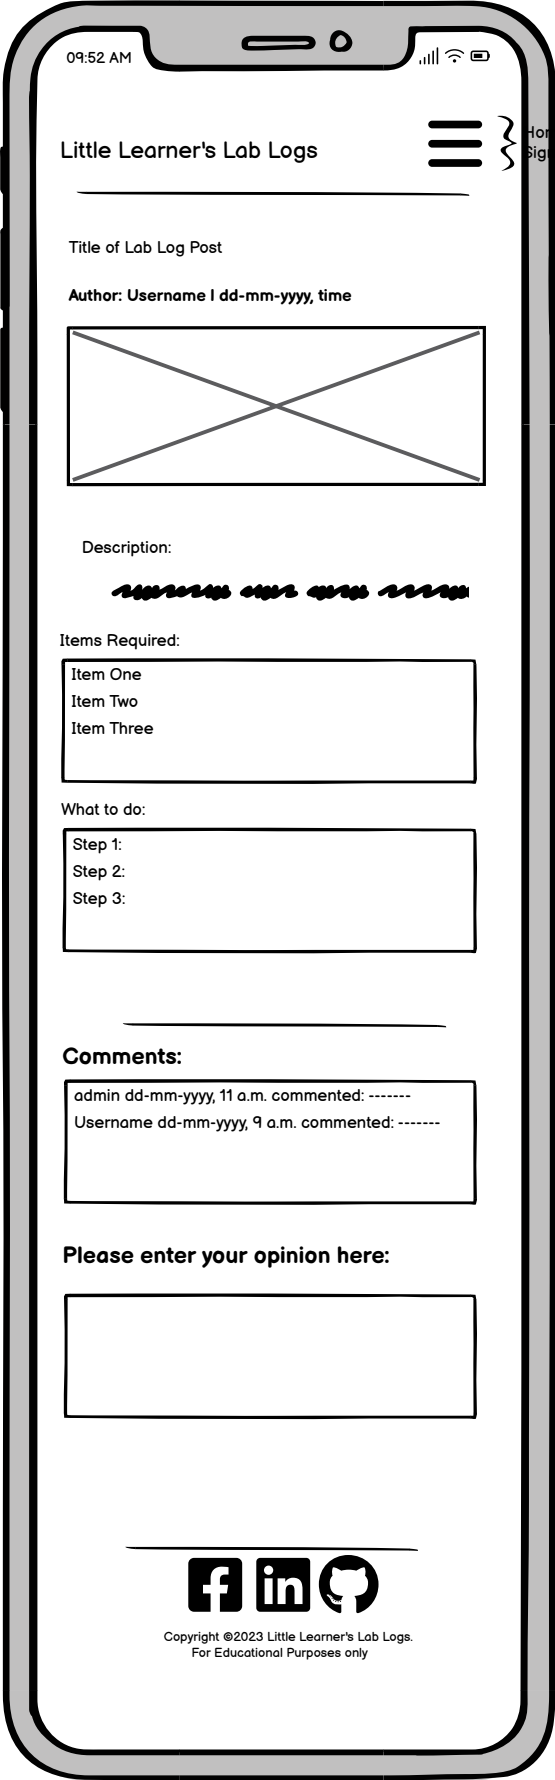 09:52 AM
Little Learner's Lab Logs
Title of Lab Log Post
Author: Username | dd-mm-yyyy, time
Description:
Items Required:
Item One
Item Two
Item Three
What to do:
Step 1:
Step 2:
Step 3:
Comments:
admin dd-mm-yyyy, 11 a.m. commented: -------
Username dd-mm-yyyy, 9 a.m. commented: -------
Please enter your opinion here:
in
Copyright ©2023 Little Learner's Lab Logs.
For Educational Purposes only